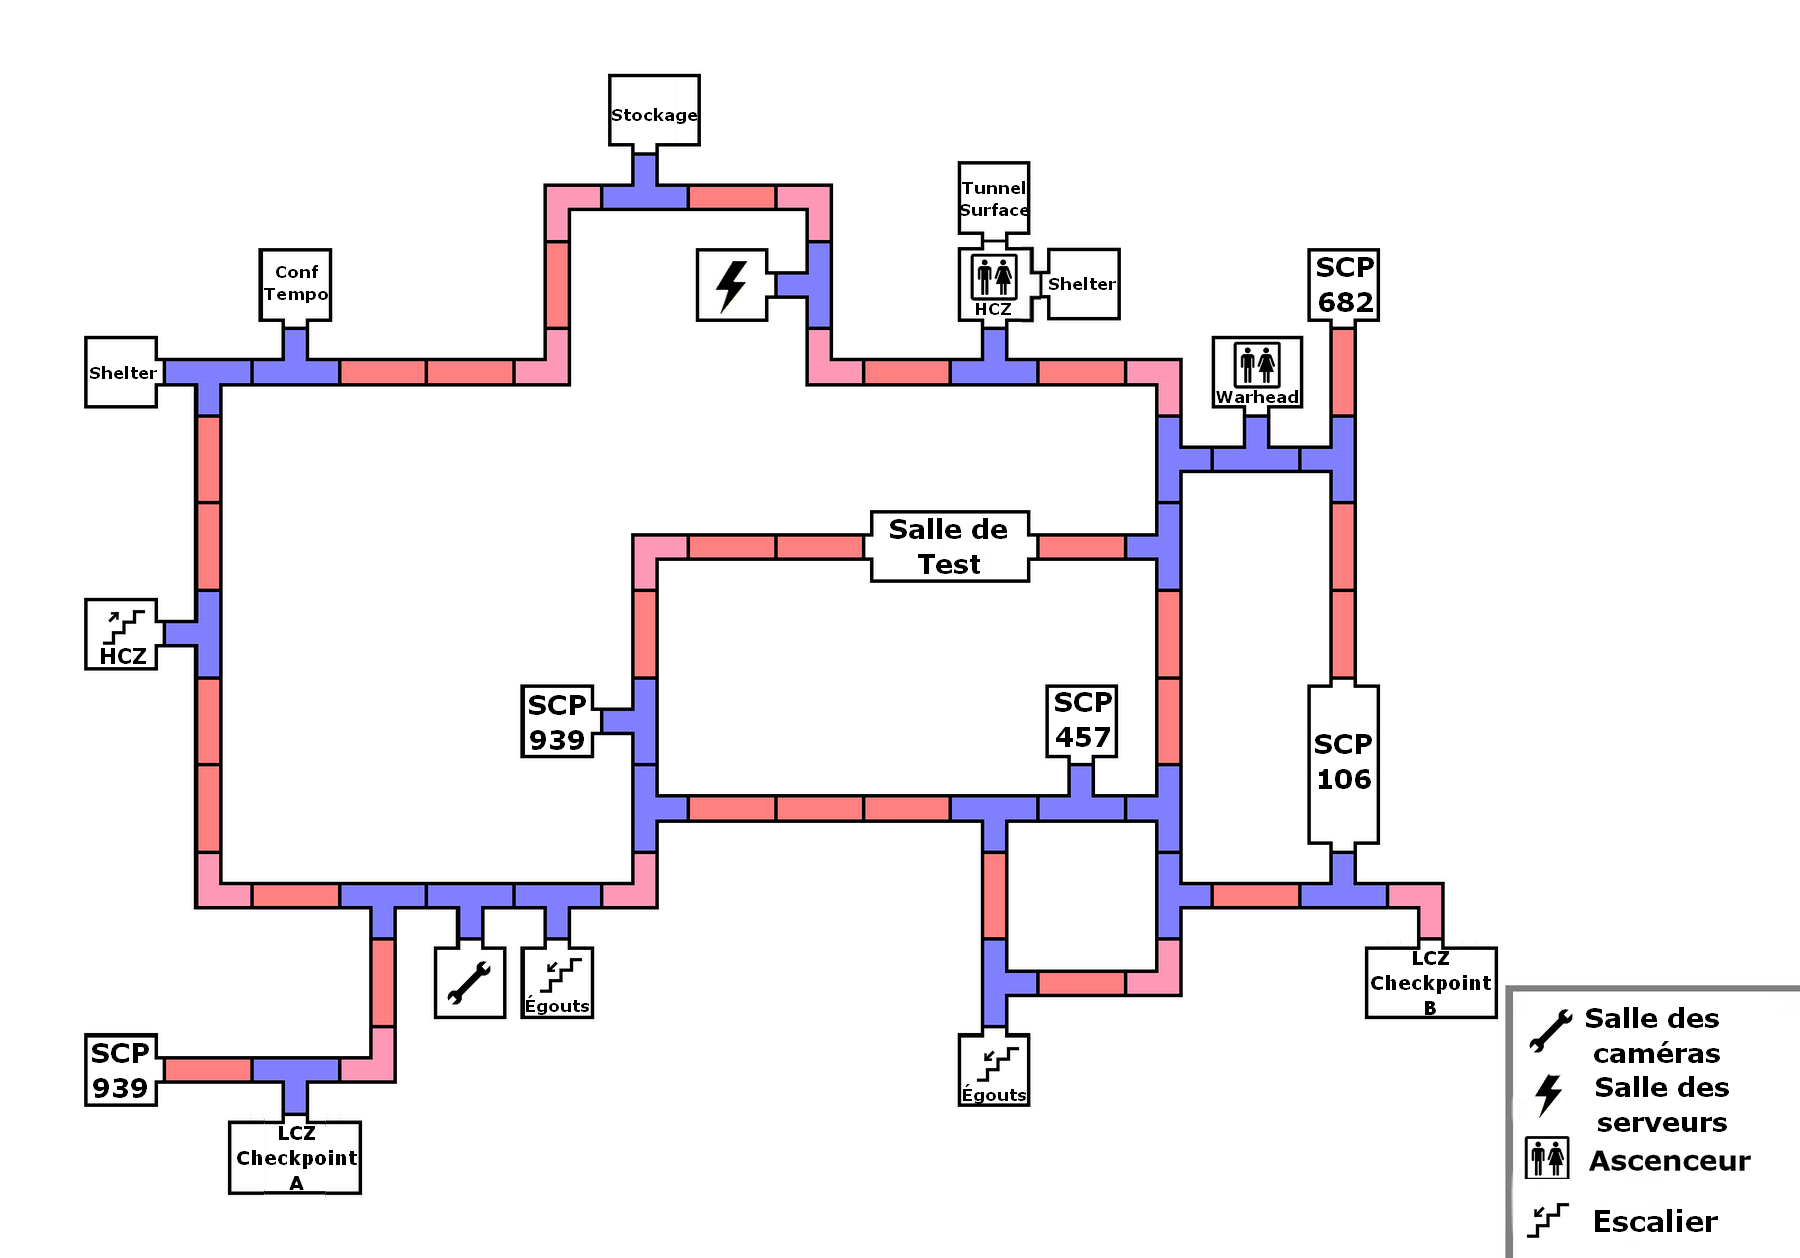 Stockage
Tunnel
Surface
Conf
Tempo
HCZ
Shelter
SCP
682
Shelter
Warhead
Salle de
Test
HCZ
SCP
939
SCP
457
SCP
106
Égouts
LCZ
Checkpoint
B
SCP
939
Égouts
LCZ
Checkpoint
A
Salle des
caméras
Salle des
serveurs
Ascenceur
Escalier